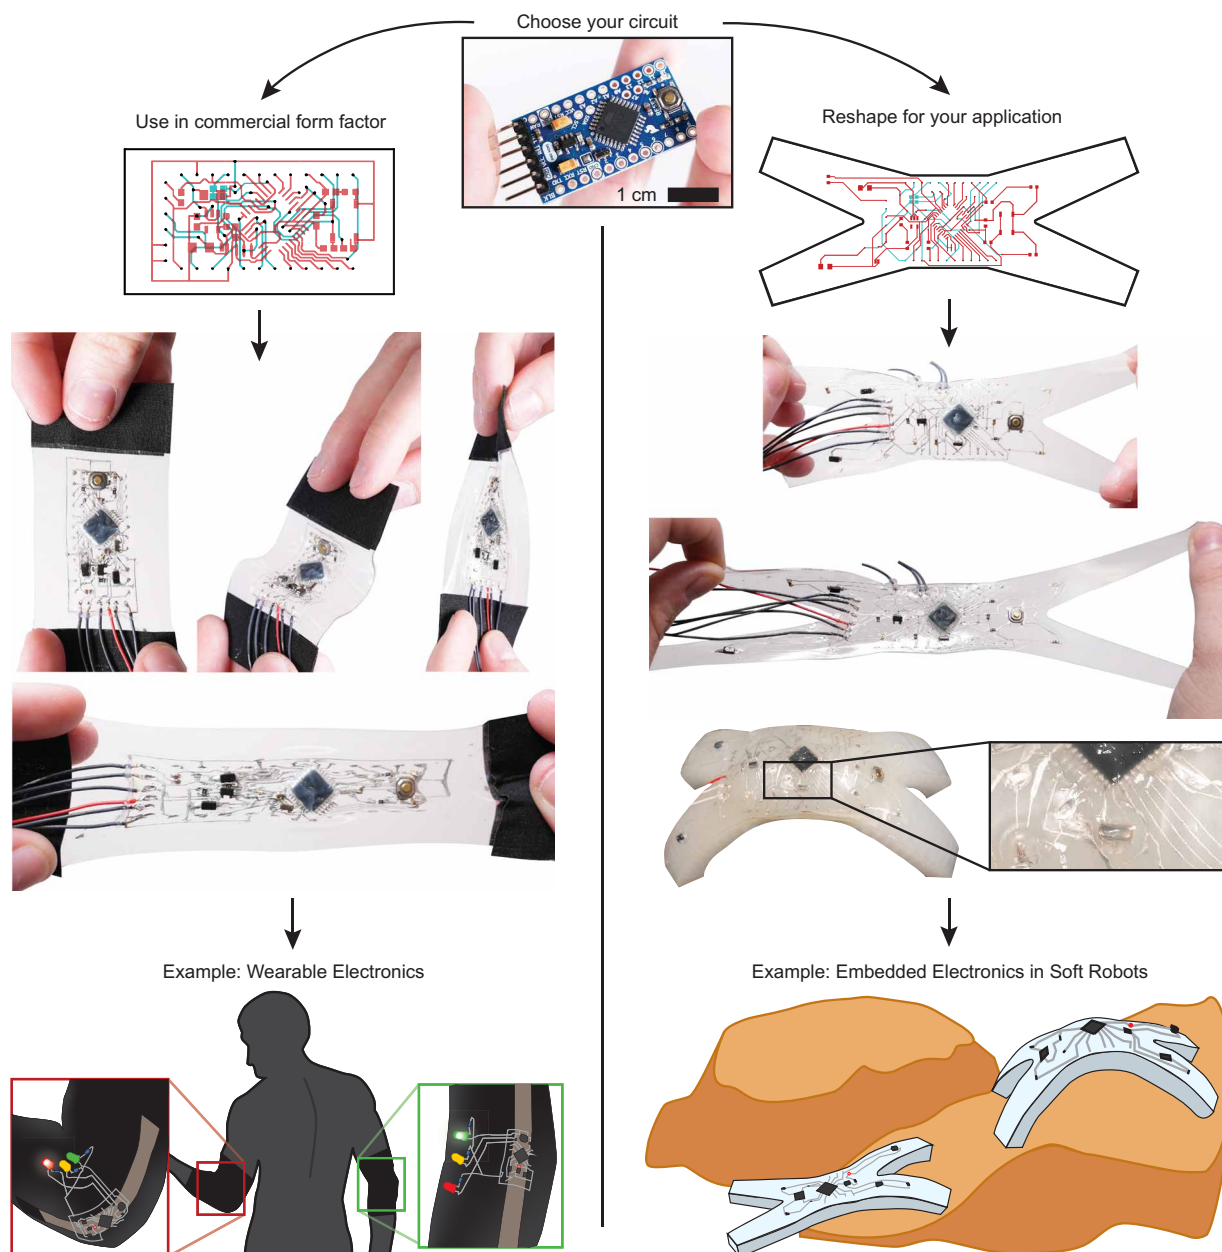 Choose your circuit
Use in commercial form factor
Reshape for your application
1 cm
Example: Wearable Electronics
Example: Embedded Electronics in Soft Robots